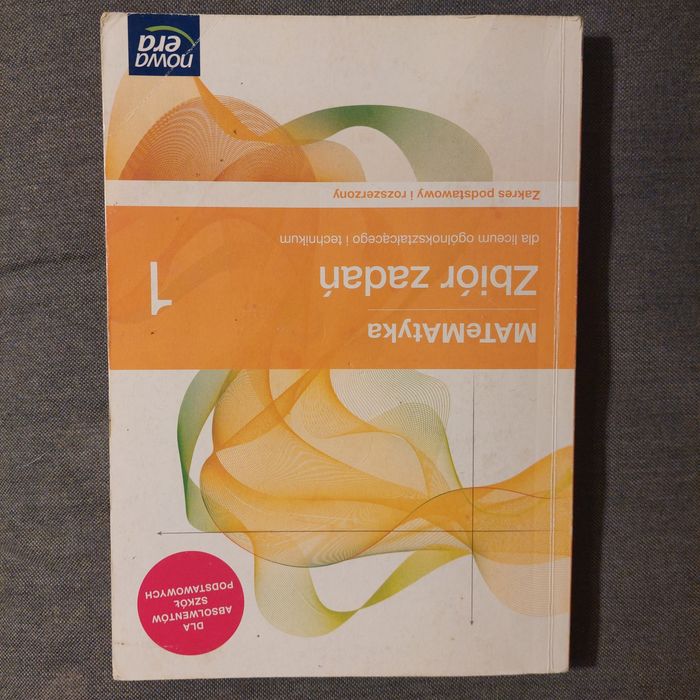 DLA
ABSOLWENTÓW
SZKÓŁ
PODSTAWOWYCH
MATeMAtyka
Zbiór zadań
1
dla liceum ogólnokształcącego i technikum
Zakres podstawowy i rozszerzony
nowa
era